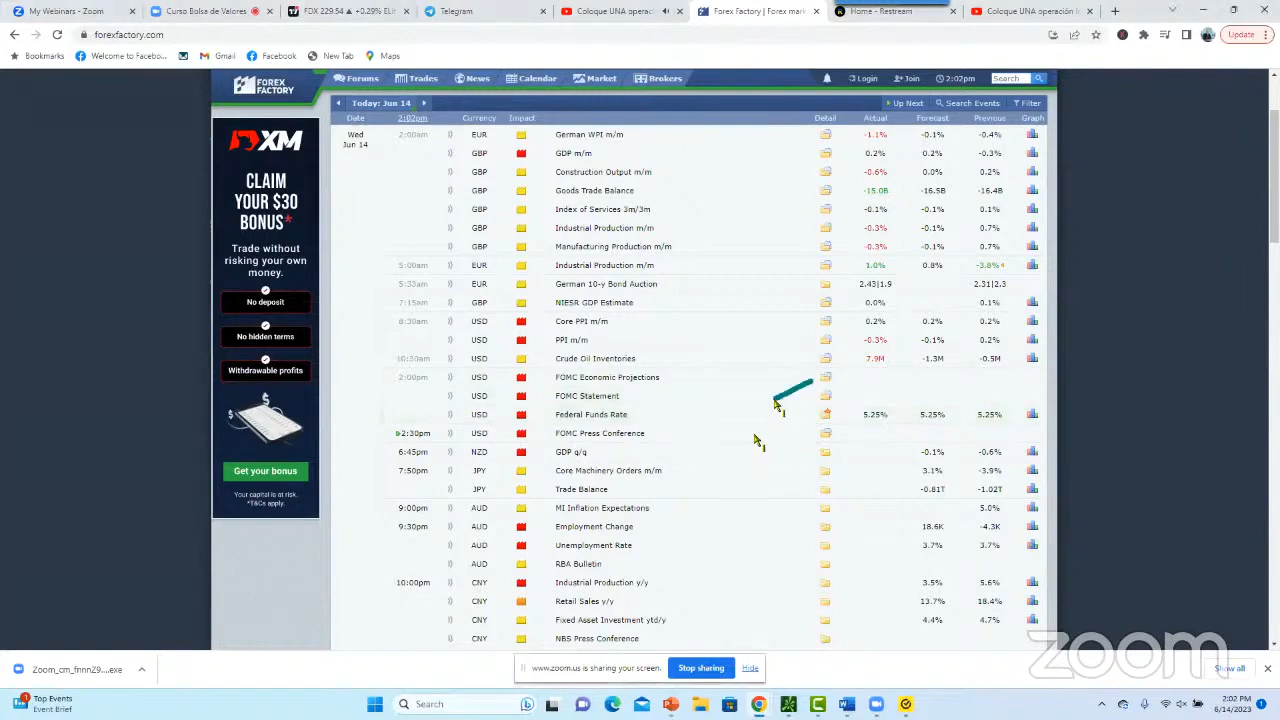 My Webinars - Zoom
Curso Bolsa de Valores
FDX 229.54 ▲ +0.29% ELIT
Telegram
Coloque UNA operación
Forex Factory | Forex mark
Home - Restream
Coloque UNA operación l
forexfactory.com
Update
Bookmarks
Welcome to Facebo...
Gmail
Facebook
New Tab
Maps
FOREX FACTORY
Forums Trades News Calendar Market Brokers
Login Join 2:02pm Search
Today: Jun 14
Up Next Search Events Filter
Date 2:02pm Currency Impact Detail Actual Forecast Previous Graph
Wed Jun 14 2:00am EUR German WPI m/m -1.1% -0.1% -0.4%
GBP GDP m/m 0.2% 0.2% -0.3%
GBP Construction Output m/m -0.6% 0.0% 0.2%
GBP Goods Trade Balance -15.0B -16.5B -16.4B
GBP Index of Services 3m/3m -0.1% -0.1% 0.1%
GBP Industrial Production m/m -0.3% -0.1% 0.7%
GBP Manufacturing Production m/m -0.3% -0.1% 0.7%
5:00am EUR Industrial Production m/m 1.0% 0.8% -3.8%
5:33am EUR German 10-y Bond Auction 2.43|1.9 2.31|2.3
7:15am GBP NIESR GDP Estimate 0.0% 0.1%
8:30am USD Core PPI m/m 0.2% 0.2% 0.2%
USD PPI m/m -0.3% -0.1% 0.2%
10:30am USD Crude Oil Inventories 7.9M -1.3M -0.5M
2:00pm USD FOMC Economic Projections
USD FOMC Statement
USD Federal Funds Rate 5.25% 5.25% 5.25%
2:30pm USD FOMC Press Conference
6:45pm NZD GDP q/q -0.1% -0.6%
7:50pm JPY Core Machinery Orders m/m 3.1% -3.9%
JPY Trade Balance -0.81T -1.02T
9:00pm AUD MI Inflation Expectations 5.0%
9:30pm AUD Employment Change 18.6K -4.3K
AUD Unemployment Rate 3.7% 3.7%
AUD RBA Bulletin
10:00pm CNY Industrial Production y/y 3.5% 5.6%
CNY Retail Sales y/y 13.7% 18.4%
CNY Fixed Asset Investment ytd/y 4.4% 4.7%
CNY NBS Press Conference
XM
CLAIM
YOUR $30
BONUS*
Trade without
risking your own
money.
No deposit
No hidden terms
Withdrawable profits
Get your bonus
Your capital is at risk.
*T&Cs apply.
zoom
Zoom_cm_fnnnZ9....exe
www.zoom.us is sharing your screen.
Stop sharing
Hide
Show all
1
Top Events
Event Brief
Search
2:02 PM
6/14/2023